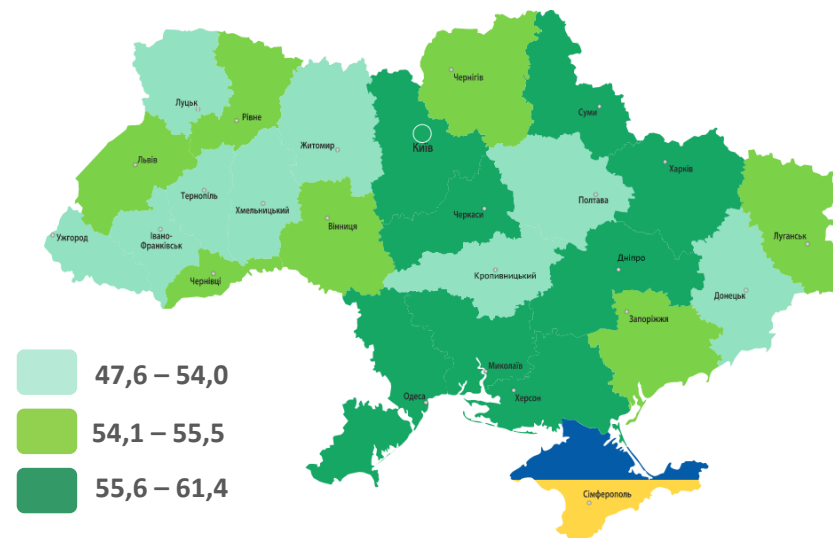 Чернігів
Луцьк
Рівне
Суми
Житомир
Київ
Львів
Харків
Тернопіль
Хмельницький
Полтава
Черкаси
Вінниця
Ужгород
Івано-
Франківськ
Луганськ
Чернівці
Кропивницький
Дніпро
Донецьк
Запоріжжя
Миколаїв
Одеса
Херсон
Сімферополь
47,6 – 54,0
54,1 – 55,5
55,6 – 61,4